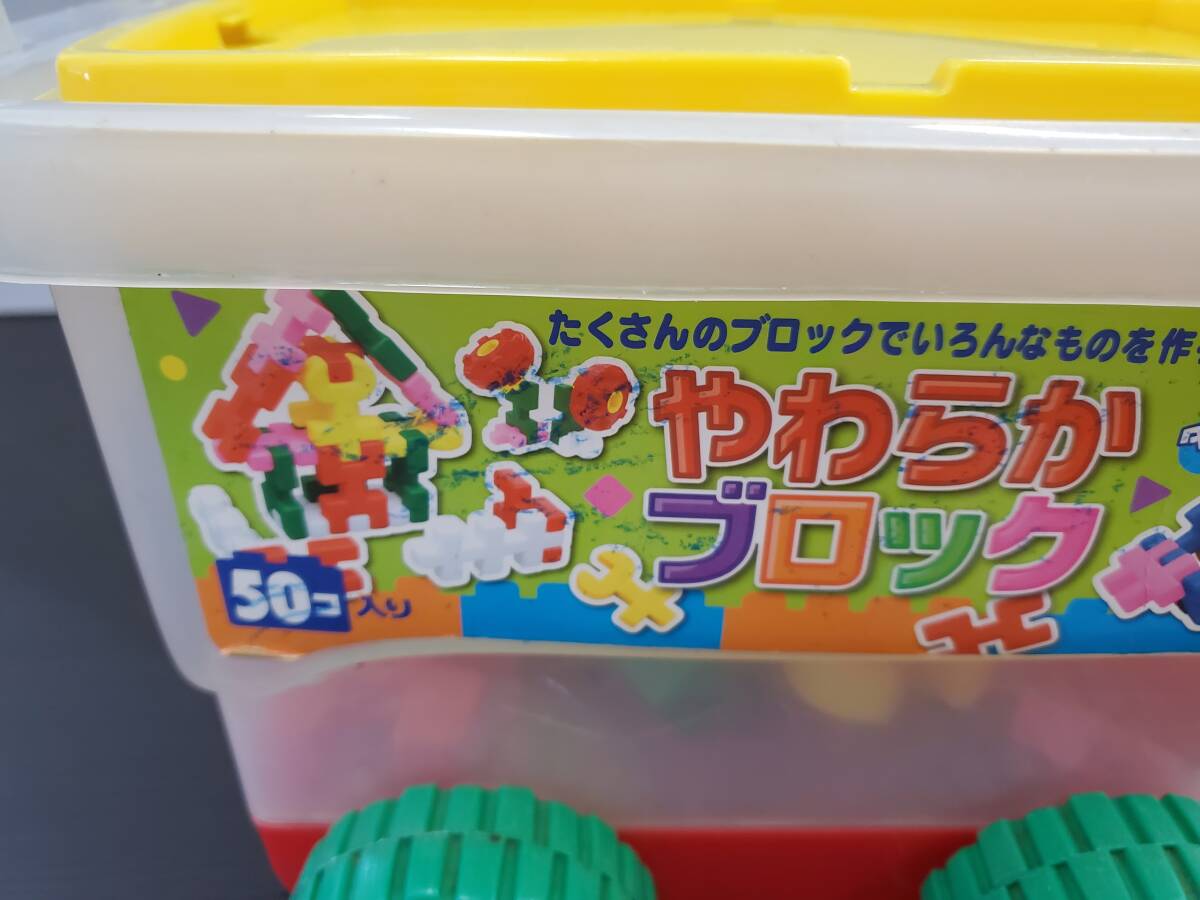 たくさんのブロックでいろんなものを作
やわらか
ブロック
50コ入り